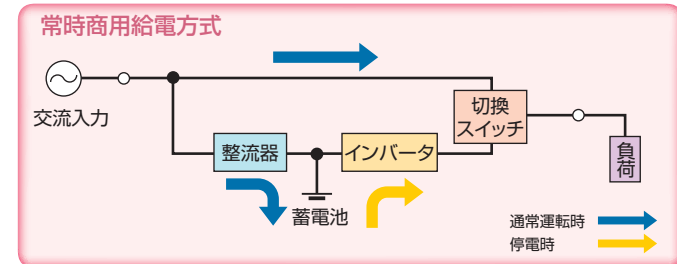 常時商用給電方式
交流入力
切換
スイッチ
整流器
インバータ
負荷
蓄電池
通常運転時
停電時